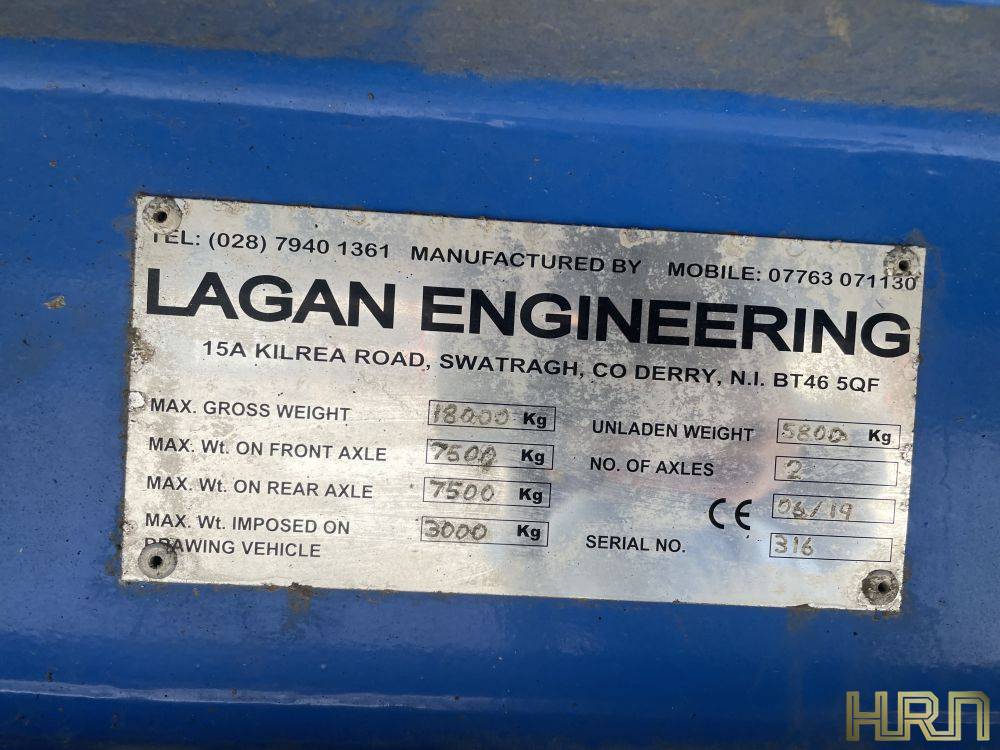 TEL: (028) 7940 1361 MANUFACTURED BY MOBILE: 07763 071130
LAGAN ENGINEERING
15A KILREA ROAD, SWATRAGH, CO DERRY, N.I. BT46 5QF
MAX. GROSS WEIGHT 18000 Kg
MAX. Wt. ON FRONT AXLE 7500 Kg
MAX. Wt. ON REAR AXLE 7500 Kg
MAX. Wt. IMPOSED ON
DRAWING VEHICLE 3000 Kg
UNLADEN WEIGHT 5800 Kg
NO. OF AXLES 2
CE 06/19
SERIAL NO. 316
HRN